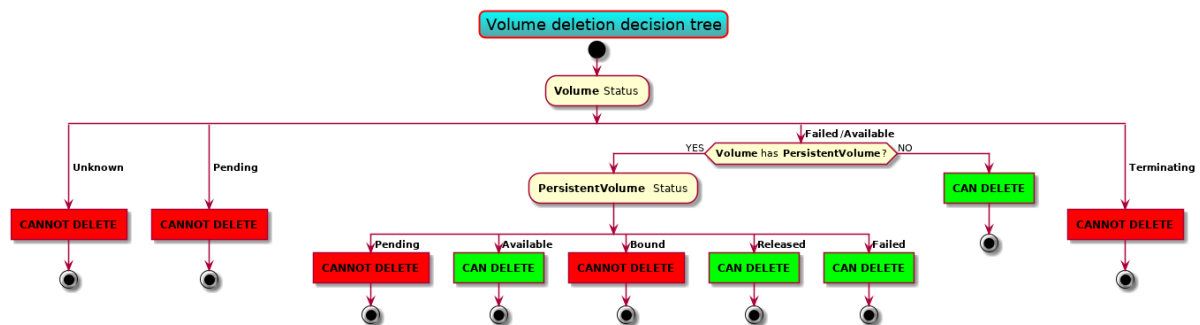 Volume deletion decision tree
Volume Status
Failed/Available
YES
Volume has PersistentVolume?
NO
Unknown
Pending
Terminating
PersistentVolume Status
CAN DELETE
CANNOT DELETE
CANNOT DELETE
CANNOT DELETE
Pending
Available
Bound
Released
Failed
CANNOT DELETE
CAN DELETE
CANNOT DELETE
CAN DELETE
CAN DELETE